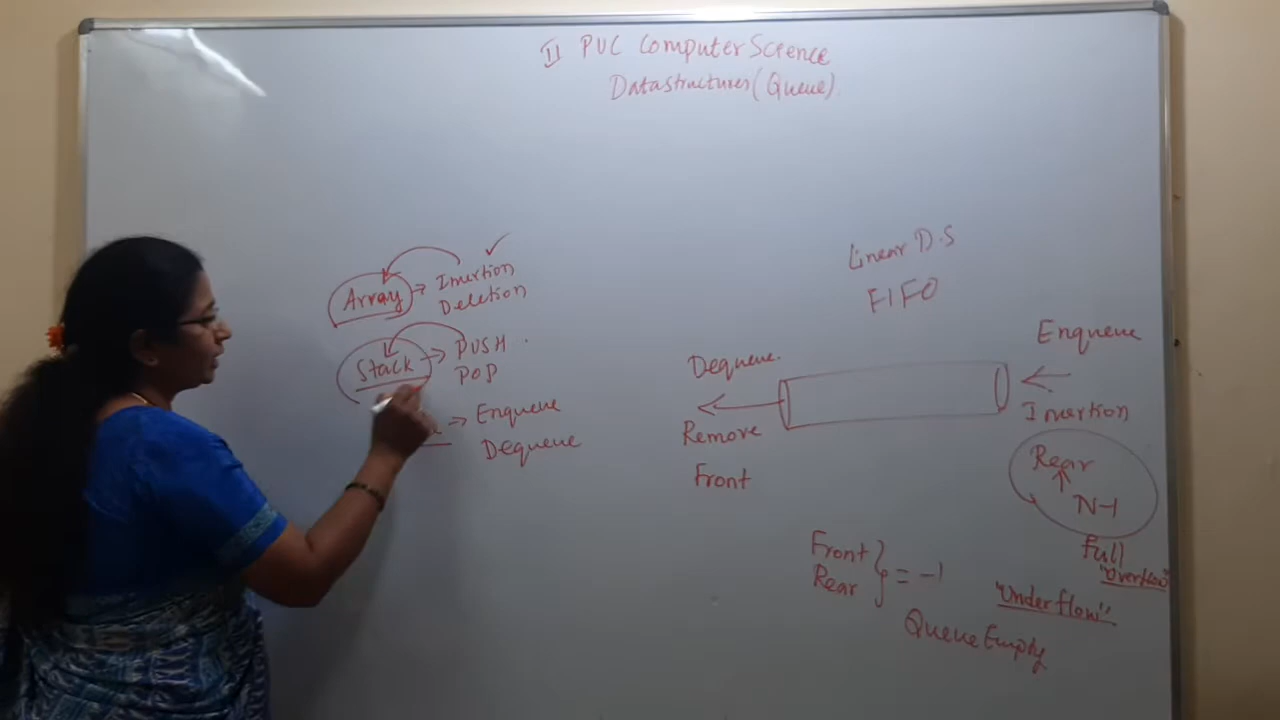 II PUC Computer Science
Datastructures (Queue).
Array → Insertion
Deletion
Stack → PUSH
POP
→ Enqueue
Dequeue
Linear D.S
FIFO
Enqueue
Dequeue.
Insertion
Remove
Front
Rear
N-1
full
"Overflow"
Front
Rear } = -1
"Underflow"
Queue Empty